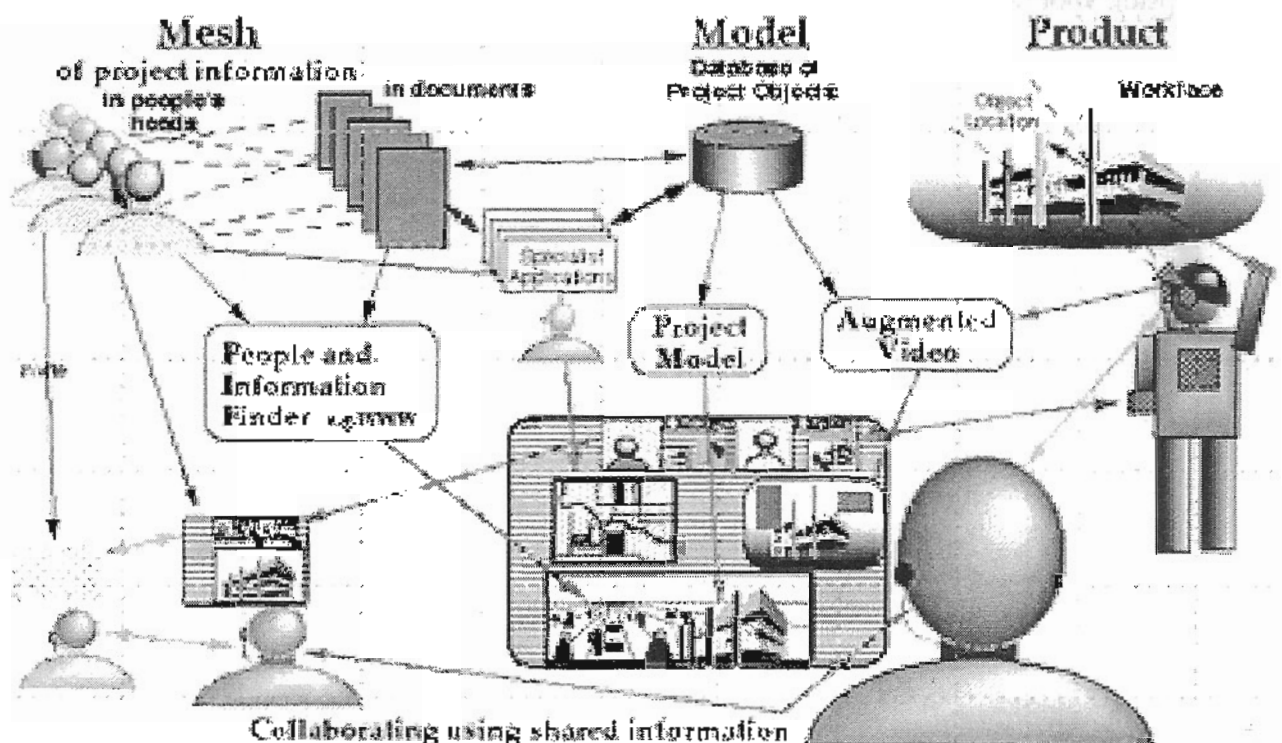 Mesh
of project information
in people's
heads
in documents
Model
Database of
Project Objects
Product
Object
Location
Workface
Specialist
Applications
People and
Information
Finder e.g.WWW
Project
Model
Augmented
Video
Collaborating using shared information